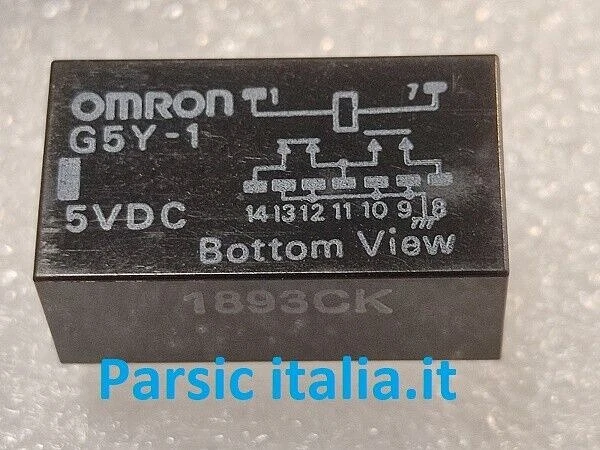 OMRON 1 7
G5Y-1
5VDC 14 13 12 11 10 9 8
Bottom View
1893CK
Parsic italia.it